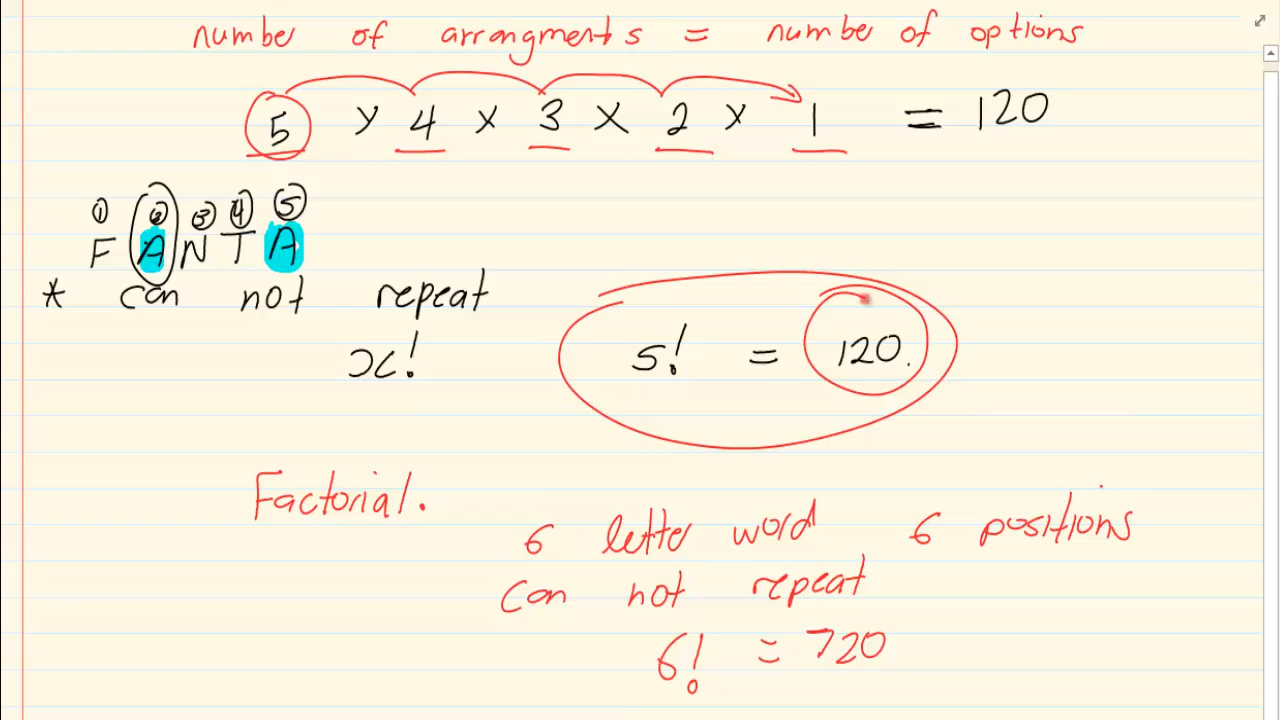 number of arrangments = number of options
5 x 4 x 3 x 2 x 1 = 120
1 2 3 4 5
F A N T A
* can not repeat
x! 5! = 120.
Factorial.
6 letter word 6 positions
can not repeat
6! = 720